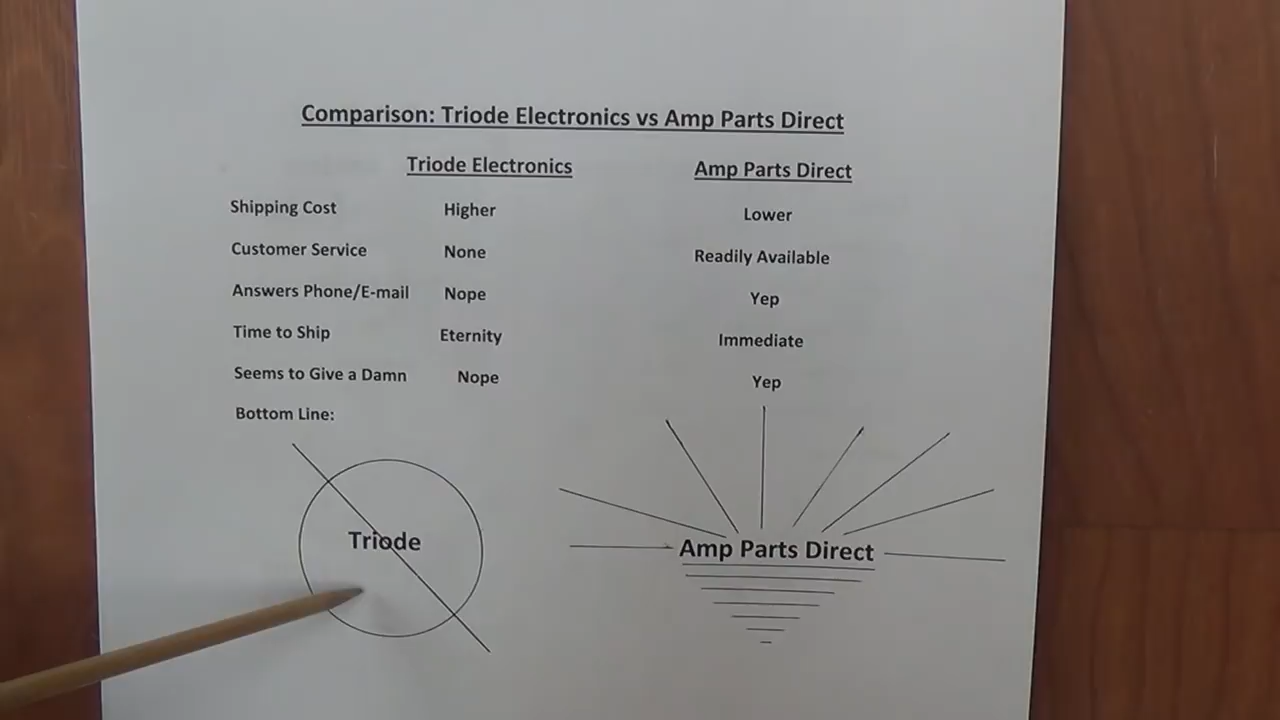 Comparison: Triode Electronics vs Amp Parts Direct
Triode Electronics Amp Parts Direct
Shipping Cost Higher Lower
Customer Service None Readily Available
Answers Phone/E-mail Nope Yep
Time to Ship Eternity Immediate
Seems to Give a Damn Nope Yep
Bottom Line:
Triode Amp Parts Direct